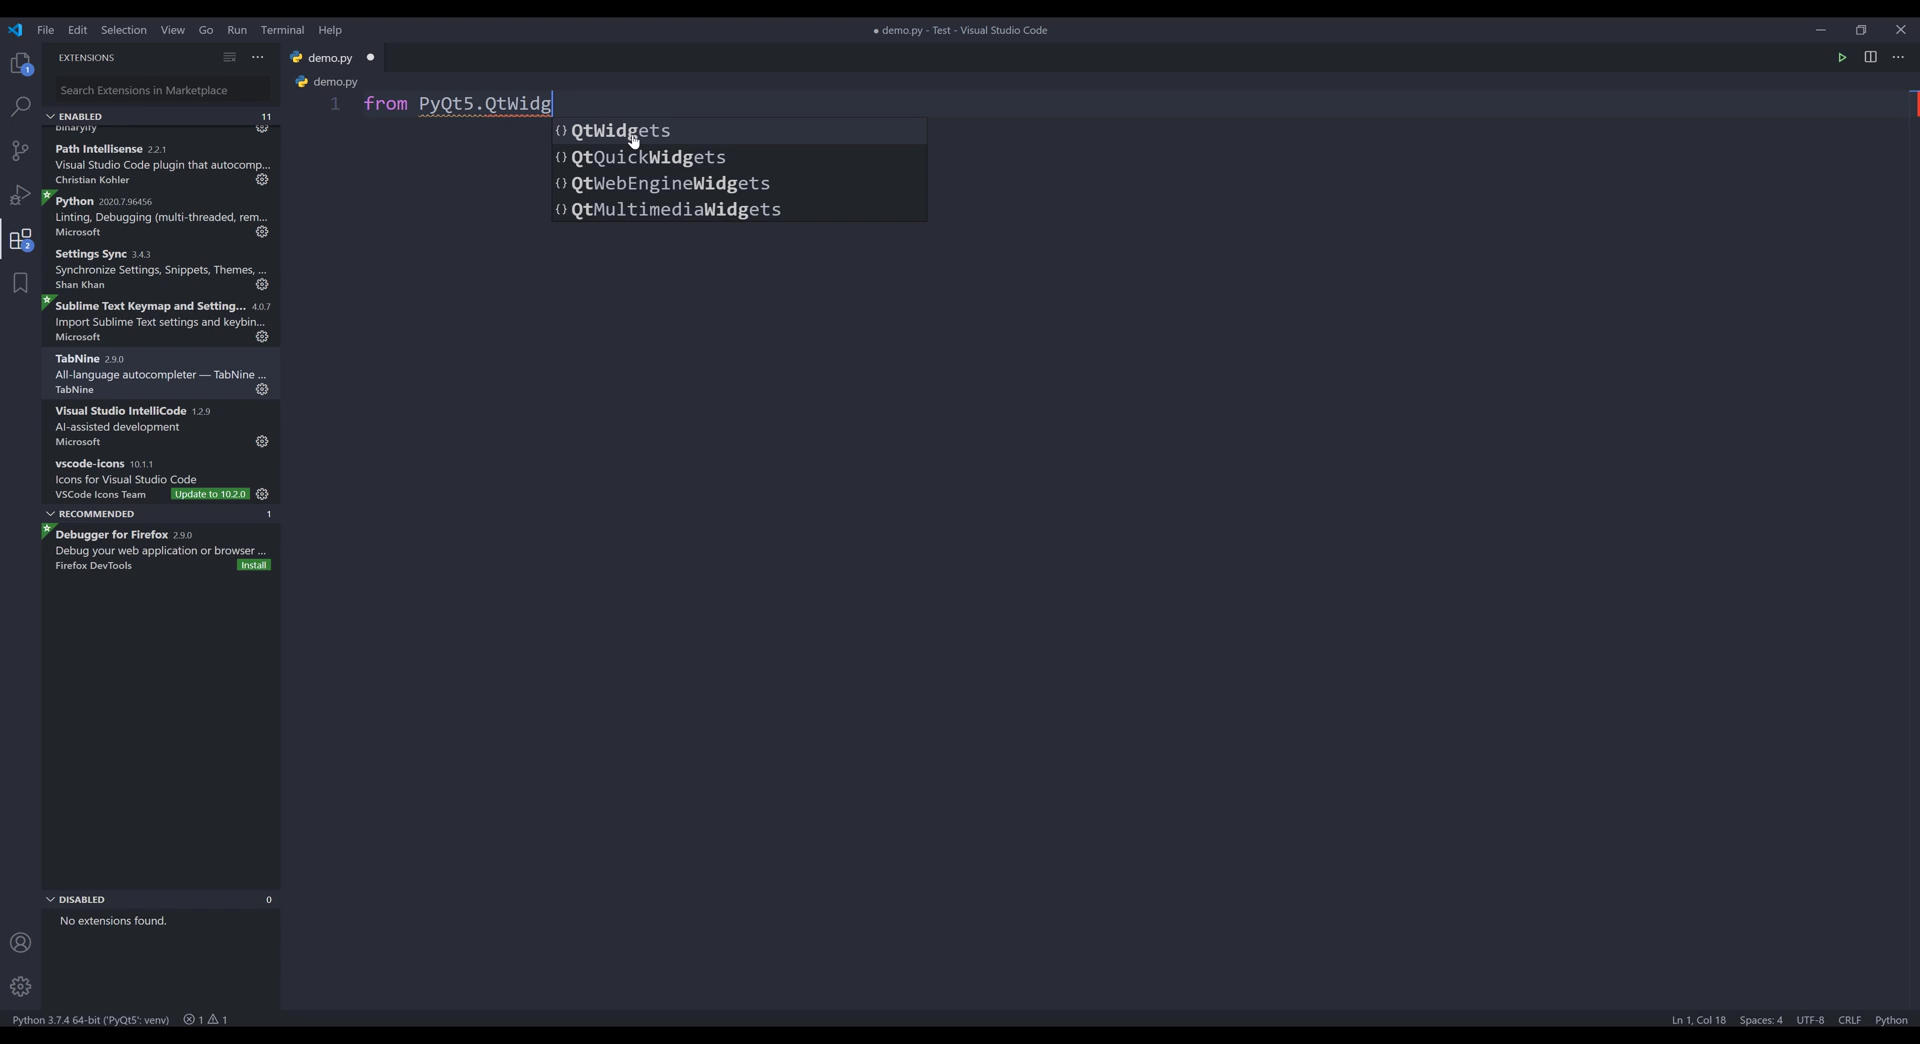 File Edit Selection View Go Run Terminal Help
● demo.py - Test - Visual Studio Code
EXTENSIONS
demo.py
Search Extensions in Marketplace
demo.py
1 from PyQt5.QtWidg
QtWidgets
QtQuickWidgets
QtWebEngineWidgets
QtMultimediaWidgets
ENABLED 11
binaryify
Path Intellisense 2.2.1
Visual Studio Code plugin that autocomp...
Christian Kohler
Python 2020.7.96456
Linting, Debugging (multi-threaded, rem...
Microsoft
Settings Sync 3.4.3
Synchronize Settings, Snippets, Themes, ...
Shan Khan
Sublime Text Keymap and Setting... 4.0.7
Import Sublime Text settings and keybin...
Microsoft
TabNine 2.9.0
All-language autocompleter — TabNine ...
TabNine
Visual Studio IntelliCode 1.2.9
AI-assisted development
Microsoft
vscode-icons 10.1.1
Icons for Visual Studio Code
VSCode Icons Team Update to 10.2.0
RECOMMENDED 1
Debugger for Firefox 2.9.0
Debug your web application or browser ...
Firefox DevTools Install
DISABLED 0
No extensions found.
1
2
Python 3.7.4 64-bit ('PyQt5': venv) 1 1
Ln 1, Col 18 Spaces: 4 UTF-8 CRLF Python